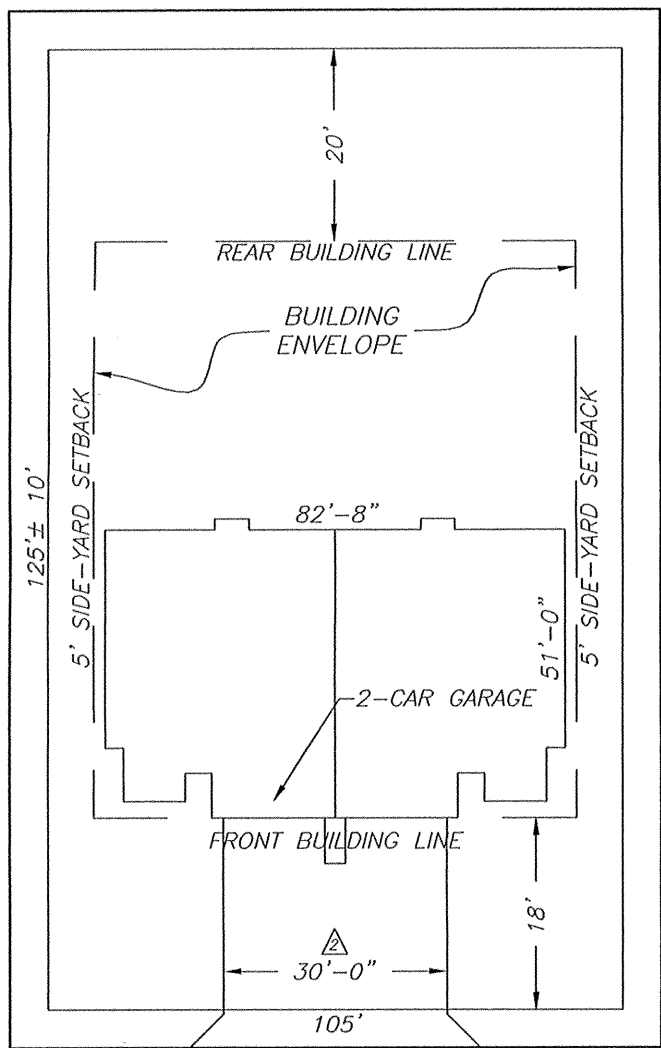 20'
REAR BUILDING LINE
BUILDING
ENVELOPE
125'± 10'
5' SIDE-YARD SETBACK
5' SIDE-YARD SETBACK
82'-8"
51'-0"
2-CAR GARAGE
FRONT BUILDING LINE
18'
2
30'-0"
105'